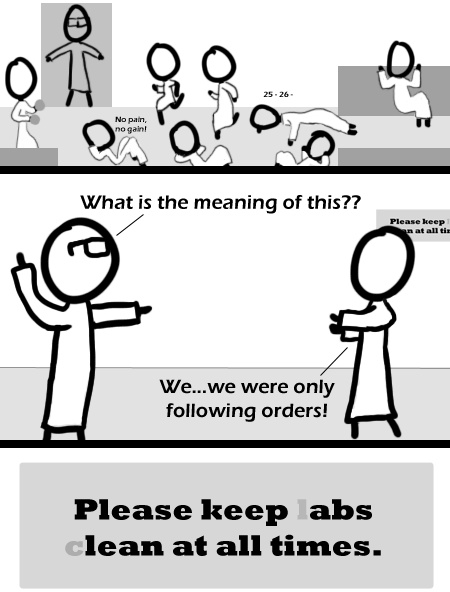 25 - 26 -
No pain,
no gain!
What is the meaning of this??
Please keep l
an at all tim
We...we were only
following orders!
Please keep labs
clean at all times.